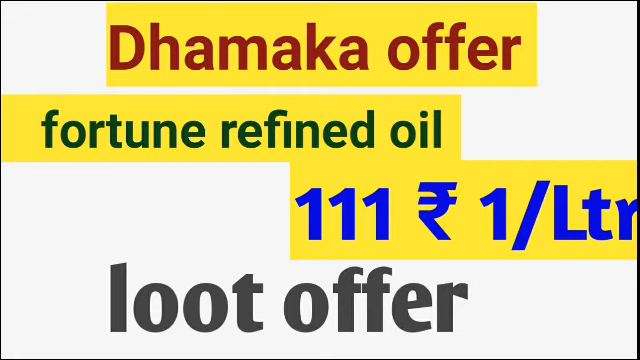 Dhamaka offer
fortune refined oil
111 ₹ 1/Ltr
loot offer